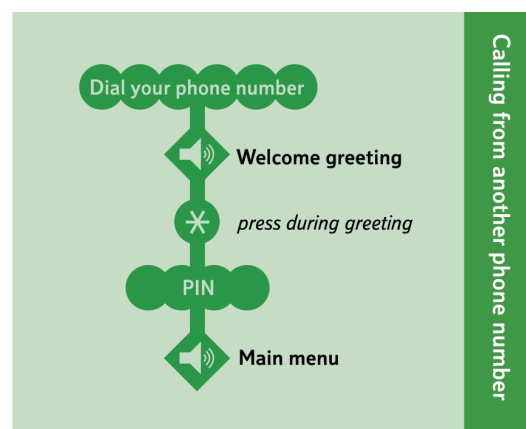 Dial your phone number
Welcome greeting
*
press during greeting
PIN
Main menu
Calling from another phone number